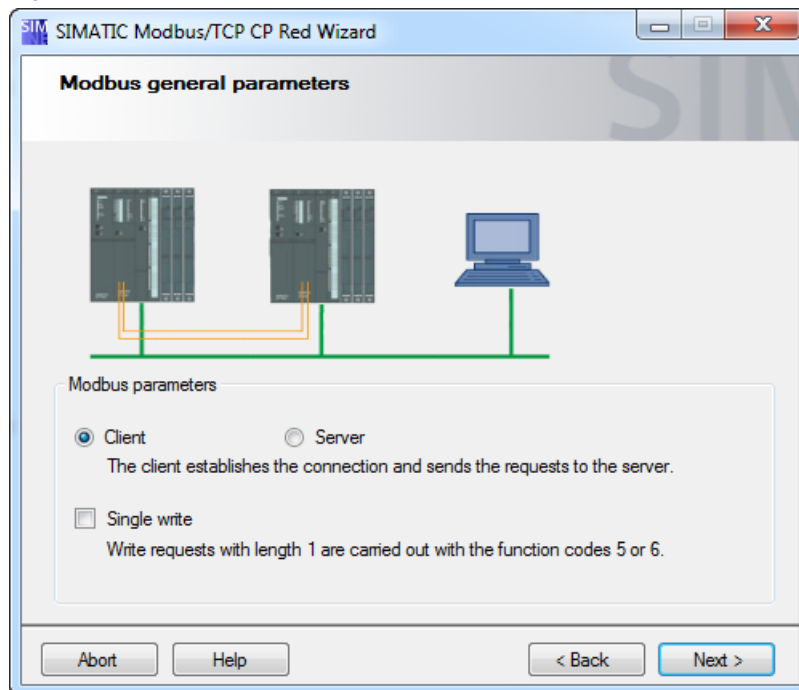 SIMATIC Modbus/TCP CP Red Wizard
Modbus general parameters
Modbus parameters
Client
Server
The client establishes the connection and sends the requests to the server.
Single write
Write requests with length 1 are carried out with the function codes 5 or 6.
Abort
Help
< Back
Next >